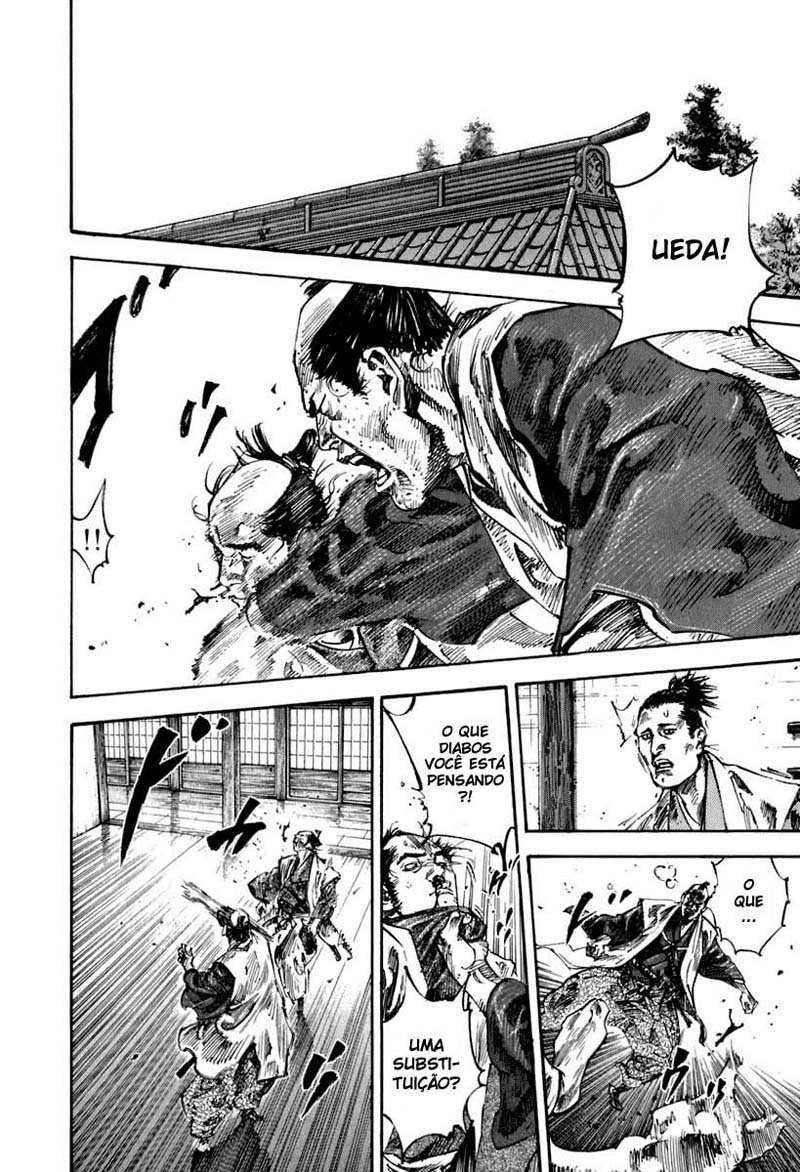 UEDA!
!!
O
QUE
...
O QUE
DIABOS
VOCÊ ESTÁ
PENSANDO
?!
UMA
SUBSTI-
TUIÇÃO?